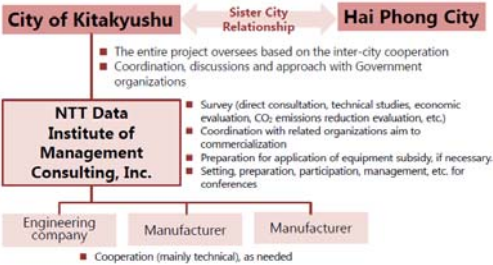 City of Kitakyushu
Sister City
Relationship
Hai Phong City
■ The entire project oversees based on the inter-city cooperation
■ Coordination, discussions and approach with Government
organizations
NTT Data
Institute of
Management
Consulting, Inc.
■ Survey (direct consultation, technical studies, economic
evaluation, CO₂ emissions reduction evaluation, etc.)
■ Coordination with related organizations aim to
commercialization
■ Preparation for application of equipment subsidy, if necessary.
■ Setting, preparation, participation, management, etc. for
conferences
Engineering
company
Manufacturer
Manufacturer
■ Cooperation (mainly technical), as needed